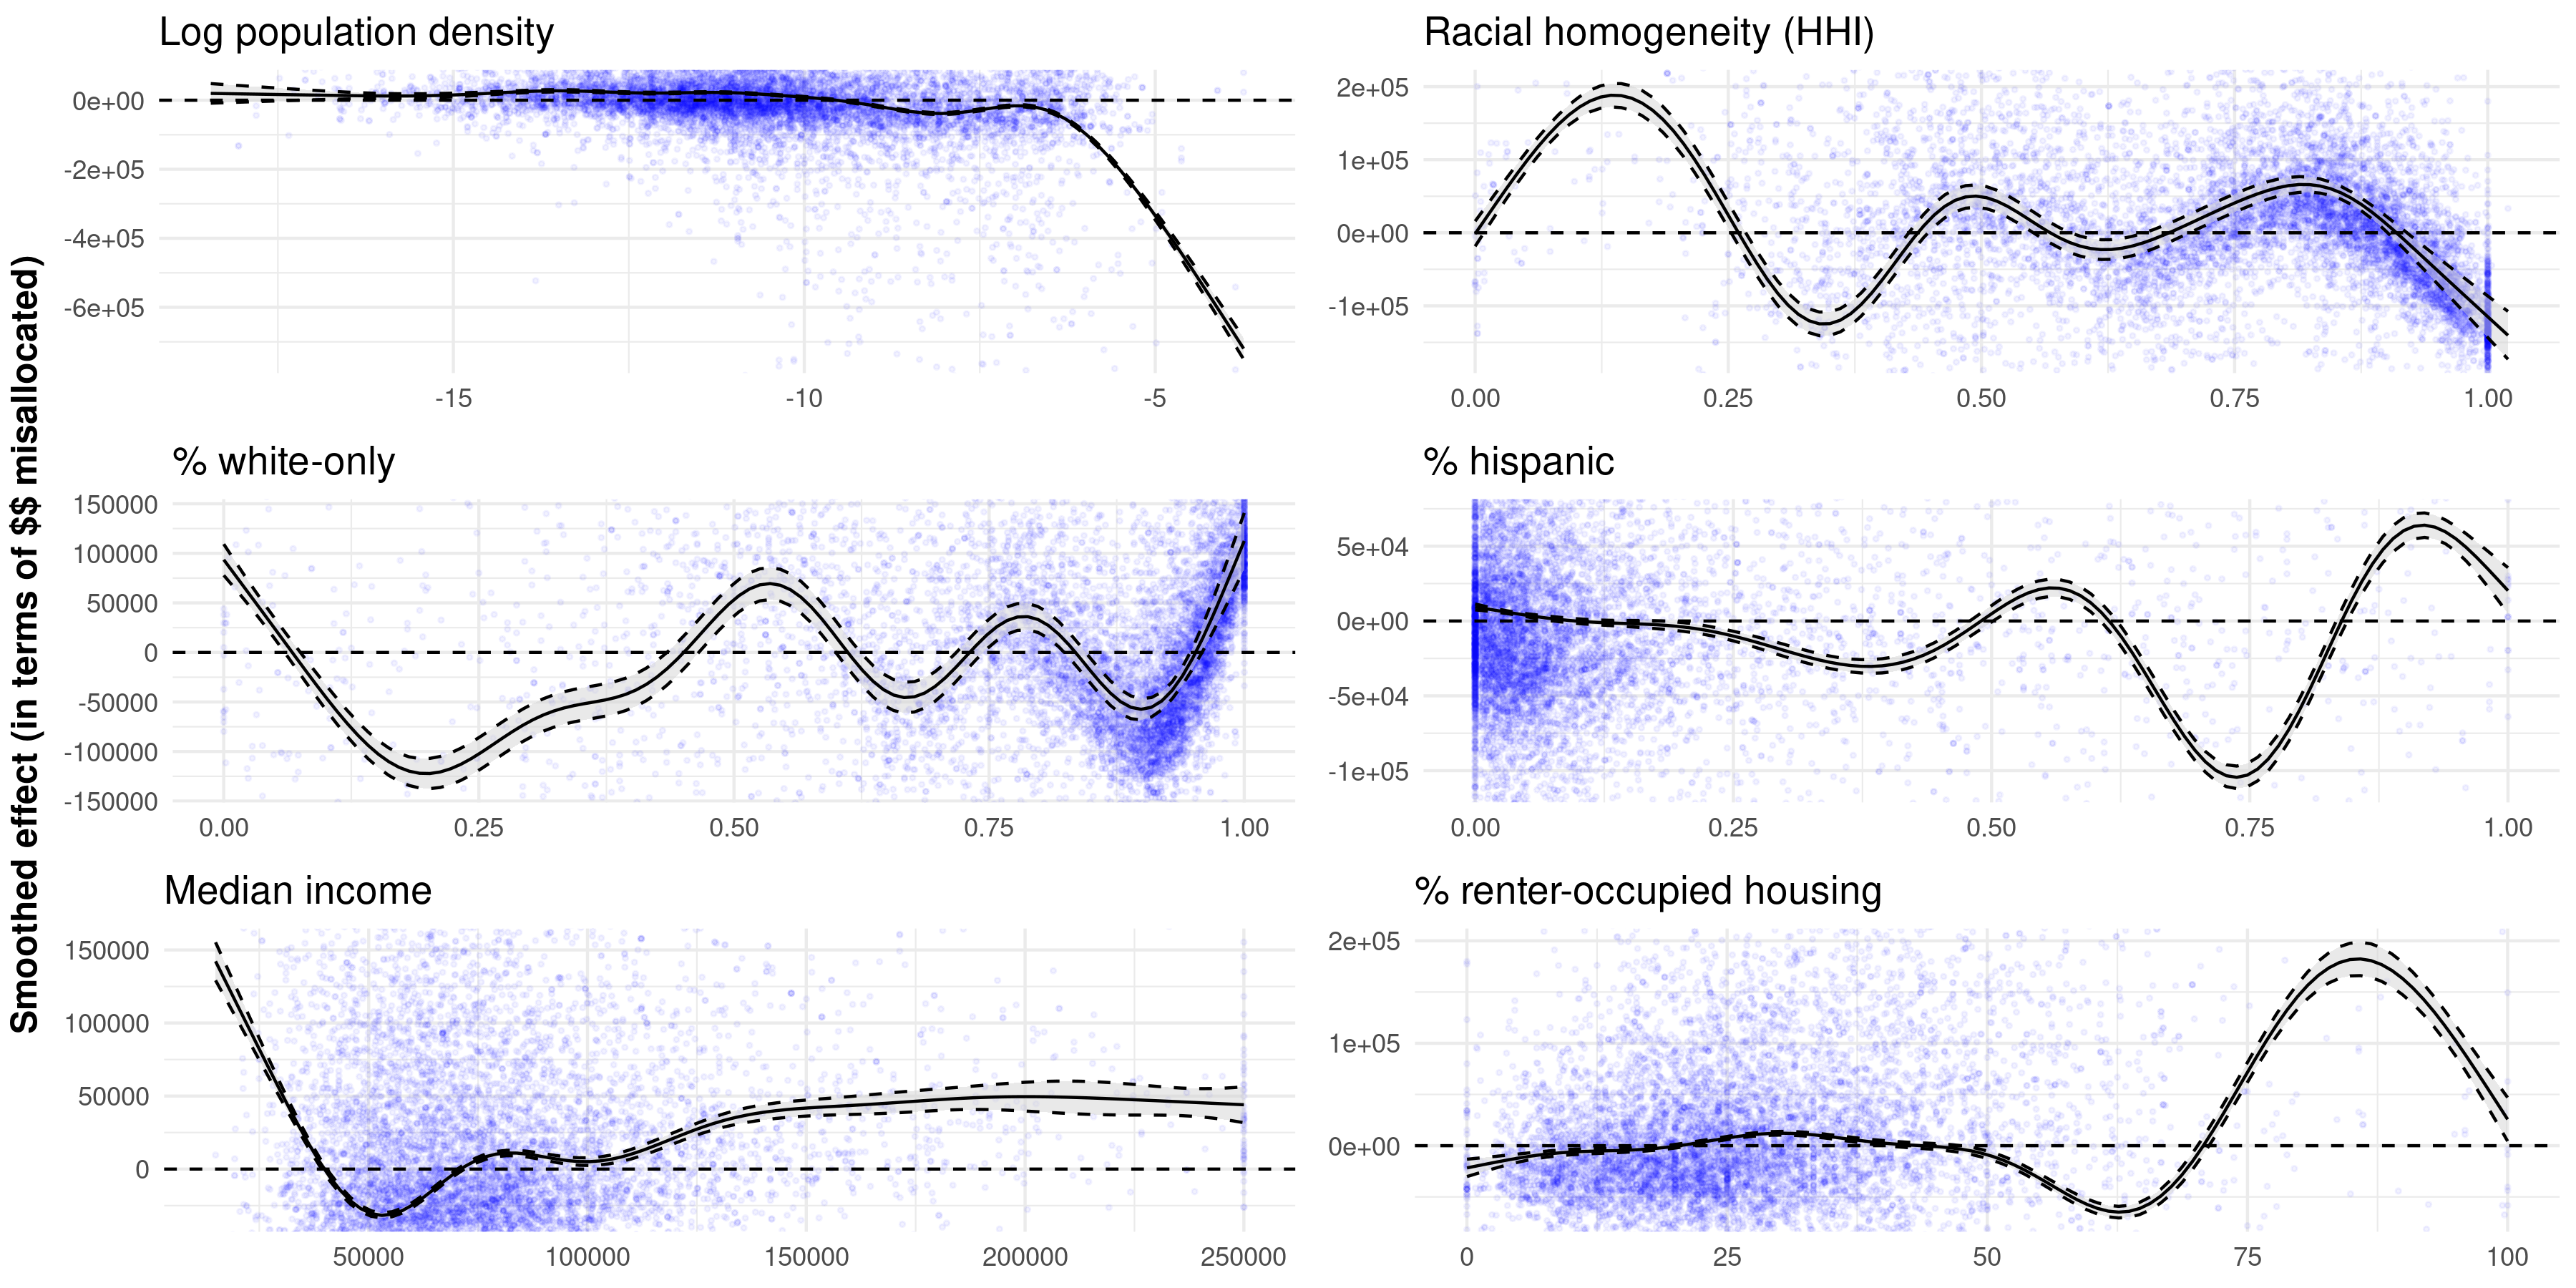 Smoothed effect (in terms of $$ misallocated)
Log population density
0e+00
-2e+05
-4e+05
-6e+05
-15 -10 -5
Racial homogeneity (HHI)
2e+05
1e+05
0e+00
-1e+05
0.00 0.25 0.50 0.75 1.00
% white-only
150000
100000
50000
0
-50000
-100000
-150000
0.00 0.25 0.50 0.75 1.00
% hispanic
5e+04
0e+00
-5e+04
-1e+05
0.00 0.25 0.50 0.75 1.00
Median income
150000
100000
50000
0
50000 100000 150000 200000 250000
% renter-occupied housing
2e+05
1e+05
0e+00
0 25 50 75 100